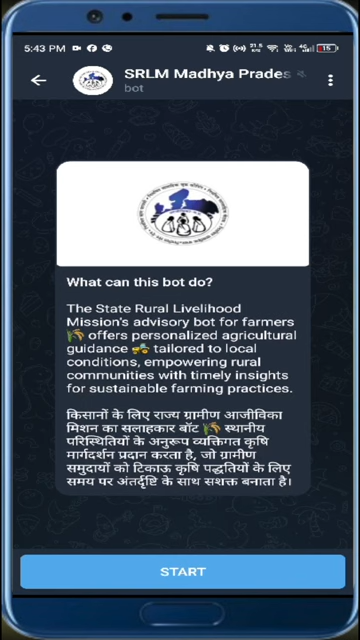 5:43 PM
15
SRLM Madhya Prades
bot
What can this bot do?
The State Rural Livelihood
Mission's advisory bot for farmers
🌾 offers personalized agricultural
guidance 🚜 tailored to local
conditions, empowering rural
communities with timely insights
for sustainable farming practices.
किसानों के लिए राज्य ग्रामीण आजीविका
मिशन का सलाहकार बॉट 🌾 स्थानीय
परिस्थितियों के अनुरूप व्यक्तिगत कृषि
मार्गदर्शन प्रदान करता है, जो ग्रामीण
समुदायों को टिकाऊ कृषि पद्धतियों के लिए
समय पर अंतर्दृष्टि के साथ सशक्त बनाता है।
START